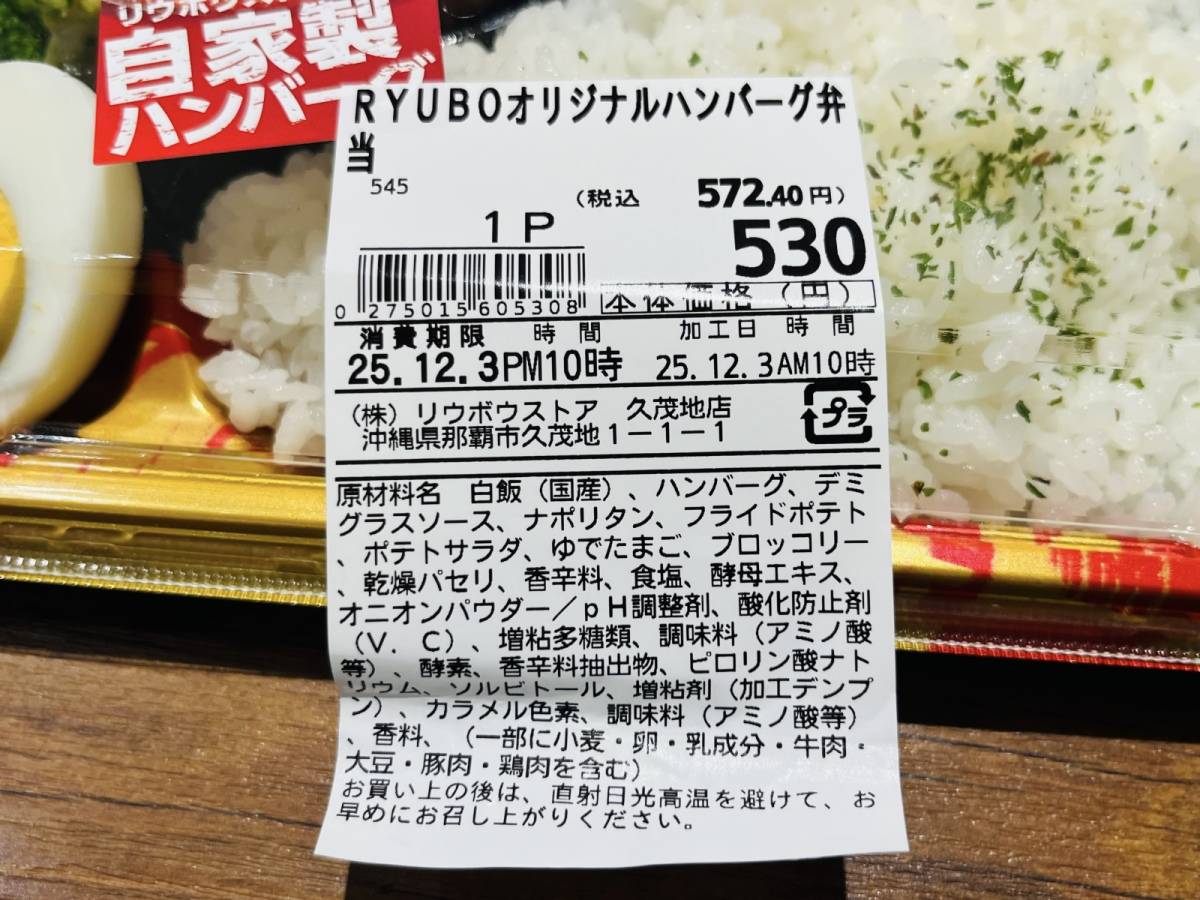 自家製
ハンバーグ
RYUBOオリジナルハンバーグ弁
当
545
(税込 572.40円)
1P
530
本体価格(円)
0 275015 605308
消費期限 時間 加工日 時間
25.12.3PM10時 25.12.3AM10時
(株) リウボウストア 久茂地店
沖縄県那覇市久茂地1-1-1
プラ
原材料名 白飯(国産)、ハンバーグ、デミ
グラスソース、ナポリタン、フライドポテト
、ポテトサラダ、ゆでたまご、ブロッコリー
、乾燥パセリ、香辛料、食塩、酵母エキス、
オニオンパウダー/pH調整剤、酸化防止剤
(V.C)、増粘多糖類、調味料(アミノ酸
等)、酵素、香辛料抽出物、ピロリン酸ナト
リウム、ソルビトール、増粘剤(加工デンプ
ン)、カラメル色素、調味料(アミノ酸等)
、香料、(一部に小麦・卵・乳成分・牛肉・
大豆・豚肉・鶏肉を含む)
お買い上の後は、直射日光高温を避けて、お
早めにお召し上がりください。